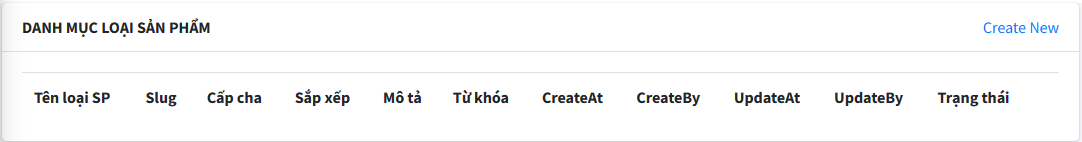 DANH MỤC LOẠI SẢN PHẨM Create New
Tên loại SP Slug Cấp cha Sắp xếp Mô tả Từ khóa CreateAt CreateBy UpdateAt UpdateBy Trạng thái